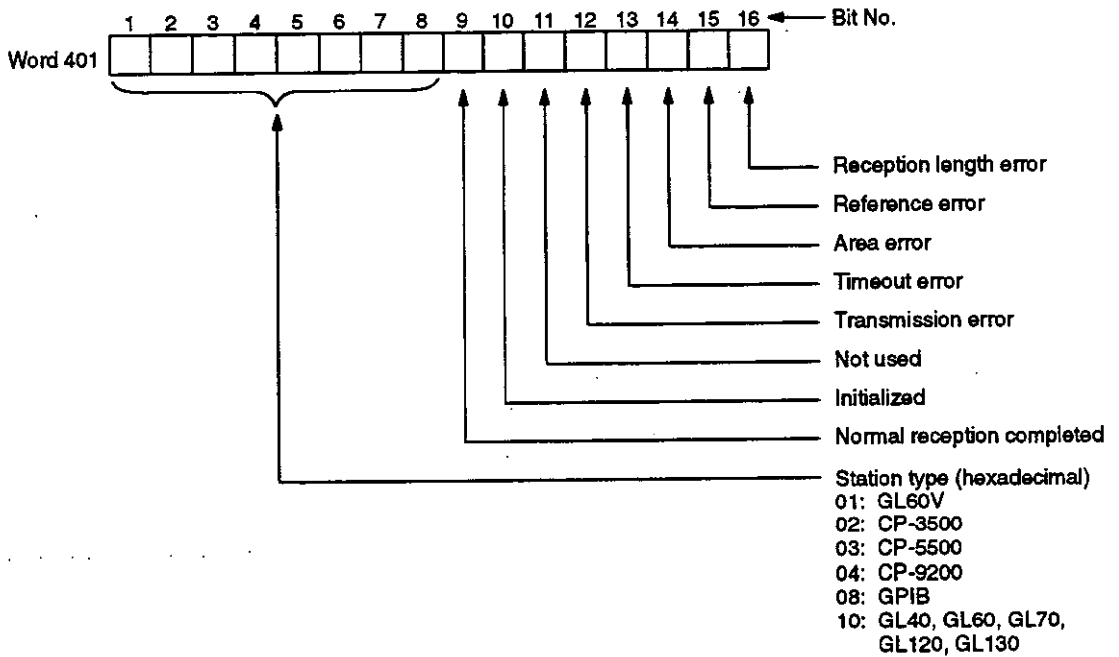 1 2 3 4 5 6 7 8 9 10 11 12 13 14 15 16 Bit No.
Word 401
Reception length error
Reference error
Area error
Timeout error
Transmission error
Not used
Initialized
Normal reception completed
Station type (hexadecimal)
01: GL60V
02: CP-3500
03: CP-5500
04: CP-9200
08: GPIB
10: GL40, GL60, GL70,
GL120, GL130